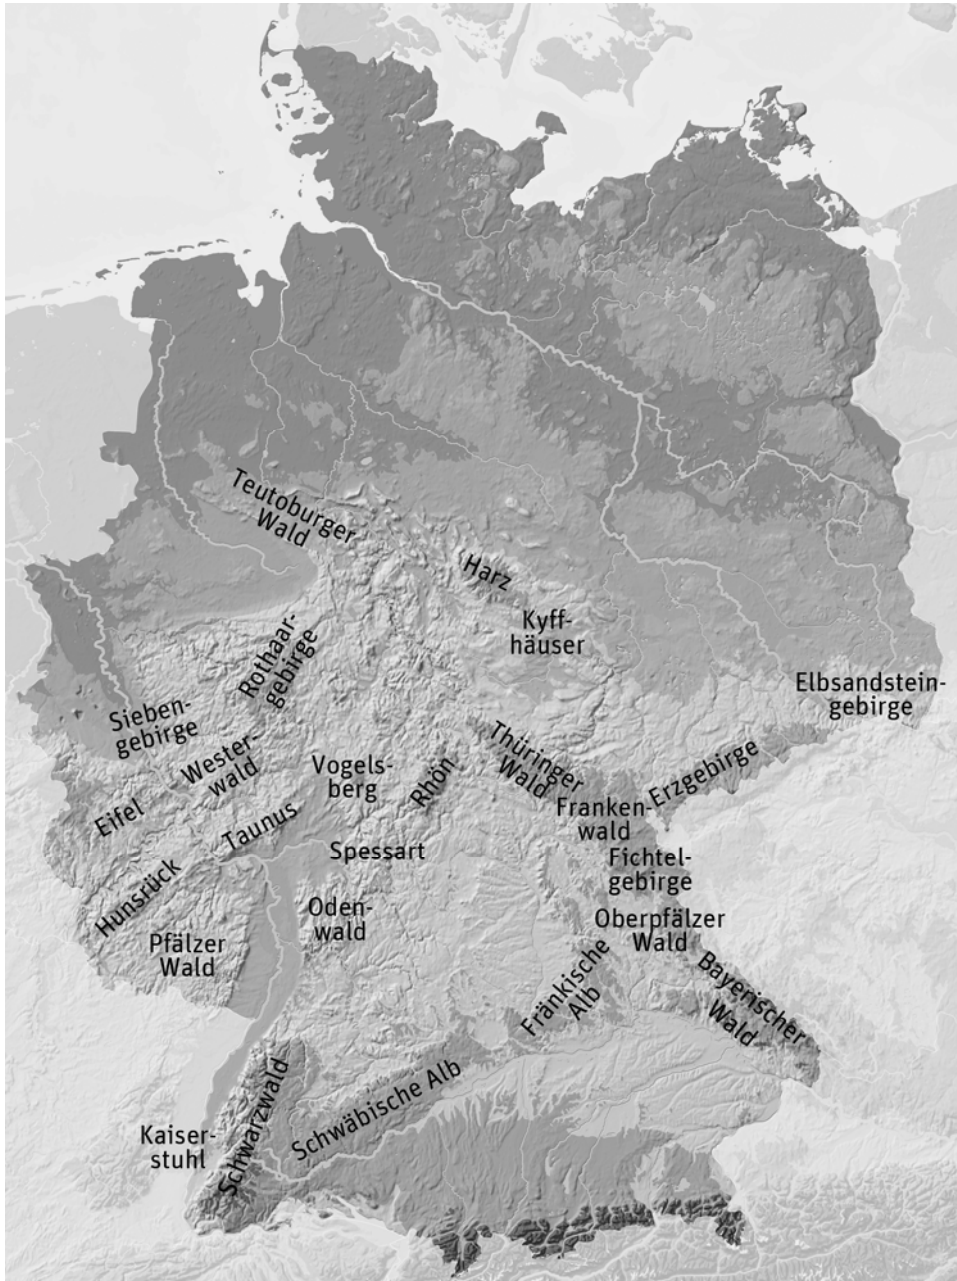 Teutoburger
Wald
Harz
Kyff-
häuser
Rothaar-
gebirge
Elbsandstein-
gebirge
Sieben-
gebirge
Wester-
wald
Vogels-
berg
Rhön
Thüringer
Wald
Erzgebirge
Eifel
Taunus
Franken-
wald
Spessart
Fichtel-
gebirge
Hunsrück
Oden-
wald
Oberpfälzer
Wald
Pfälzer
Wald
Fränkische
Alb
Bayerischer
Wald
Schwarzwald
Schwäbische Alb
Kaiser-
stuhl